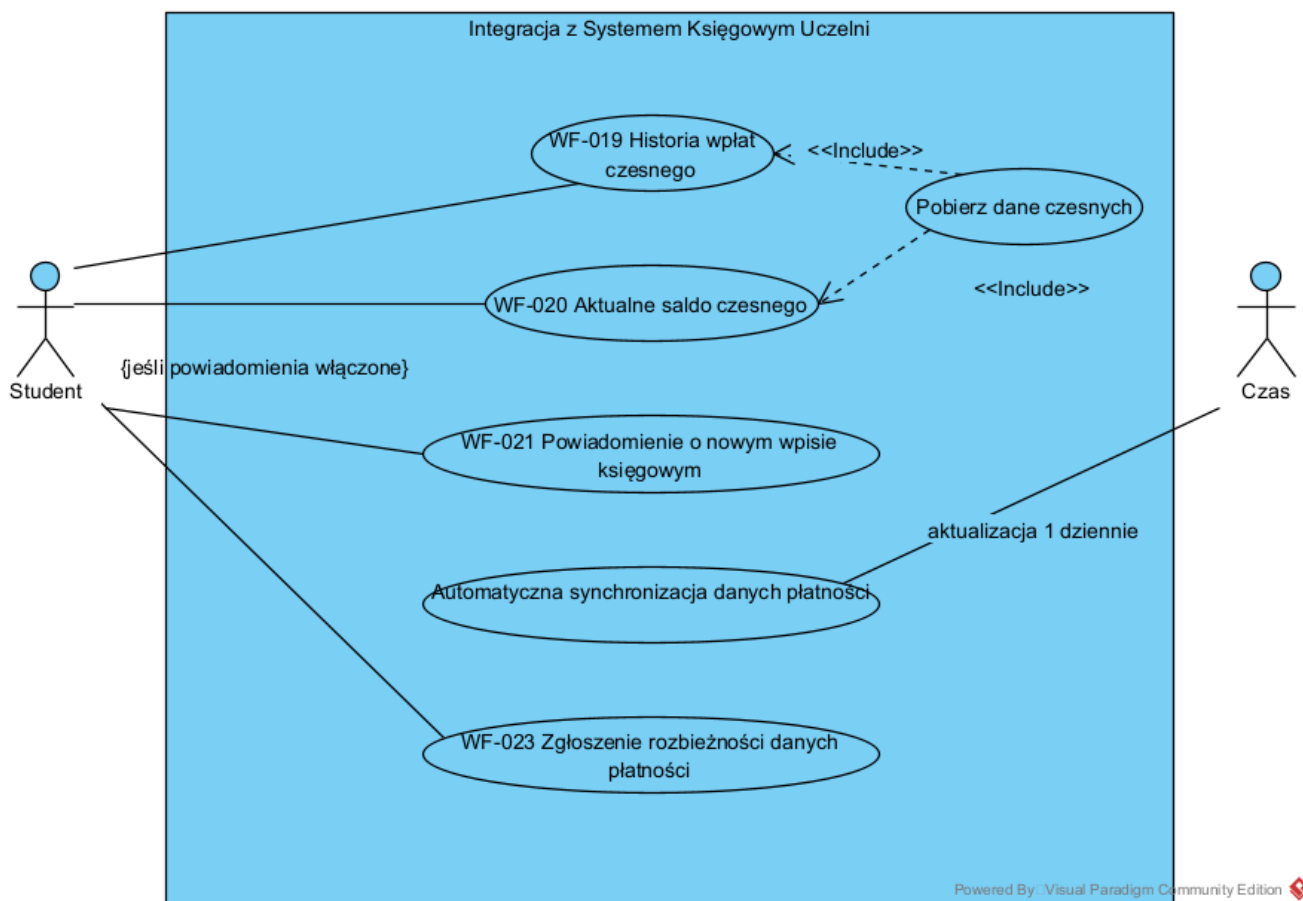 Integracja z Systemem Księgowym Uczelni
WF-019 Historia wpłat
czesnego
<<Include>>
Pobierz dane czesnych
WF-020 Aktualne saldo czesnego
<<Include>>
{jeśli powiadomienia włączone}
Student
Czas
WF-021 Powiadomienie o nowym wpisie
księgowym
aktualizacja 1 dziennie
Automatyczna synchronizacja danych płatności
WF-023 Zgłoszenie rozbieżności danych
płatności
Powered By Visual Paradigm Community Edition